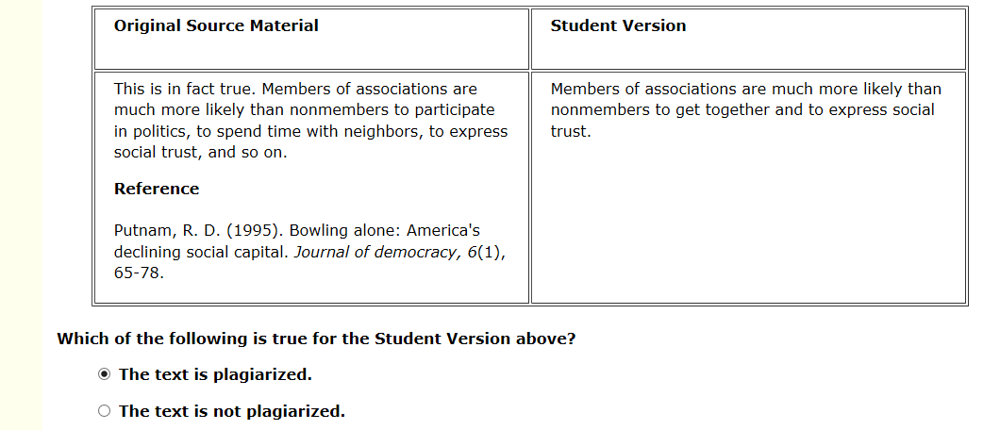 Original Source Material
Student Version
This is in fact true. Members of associations are
much more likely than nonmembers to participate
in politics, to spend time with neighbors, to express
social trust, and so on.
Reference
Putnam, R. D. (1995). Bowling alone: America's
declining social capital. Journal of democracy, 6(1),
65-78.
Members of associations are much more likely than
nonmembers to get together and to express social
trust.
Which of the following is true for the Student Version above?
The text is plagiarized.
The text is not plagiarized.